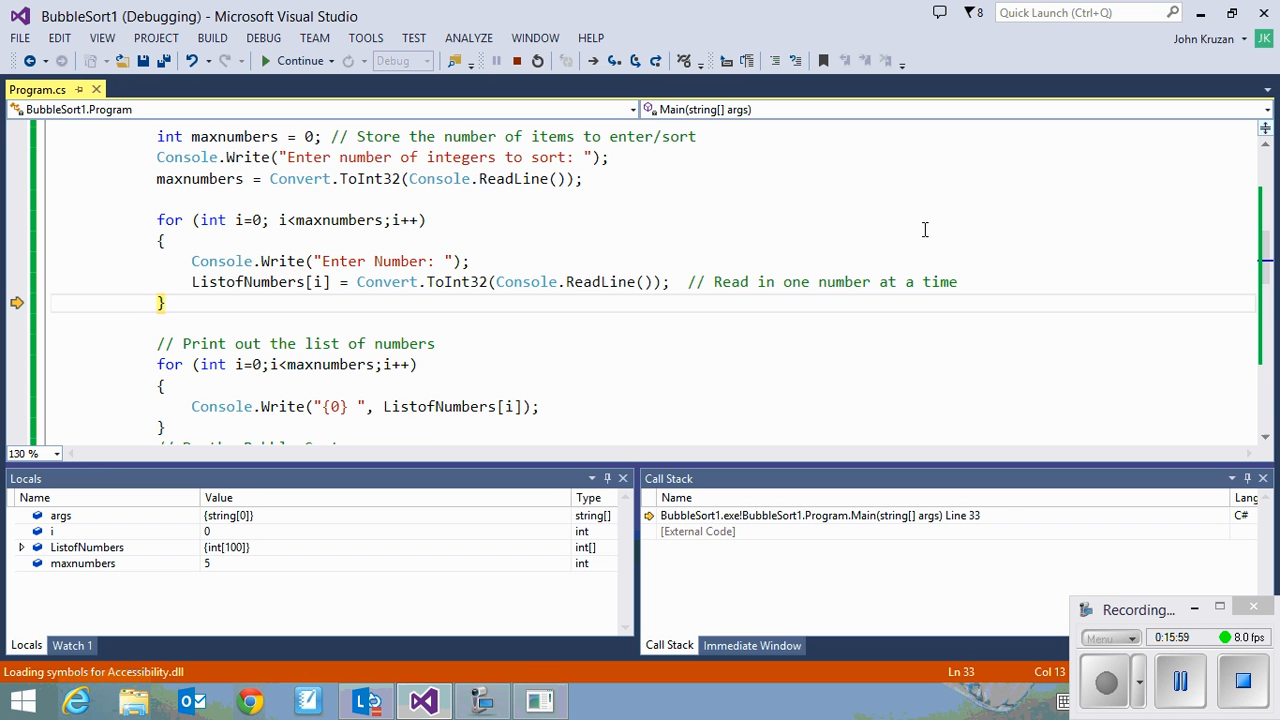 BubbleSort1 (Debugging) - Microsoft Visual Studio
8
Quick Launch (Ctrl+Q)
FILE EDIT VIEW PROJECT BUILD DEBUG TEAM TOOLS TEST ANALYZE WINDOW HELP
John Kruzan JK
Continue Debug
Program.cs
BubbleSort1.Program Main(string[] args)
int maxnumbers = 0; // Store the number of items to enter/sort
Console.Write("Enter number of integers to sort: ");
maxnumbers = Convert.ToInt32(Console.ReadLine());
for (int i=0; i<maxnumbers;i++)
{
Console.Write("Enter Number: ");
ListofNumbers[i] = Convert.ToInt32(Console.ReadLine()); // Read in one number at a time
}
// Print out the list of numbers
for (int i=0;i<maxnumbers;i++)
{
Console.Write("{0} ", ListofNumbers[i]);
}
130 %
Locals
Name Value Type
args {string[0]} string[]
i 0 int
ListofNumbers {int[100]} int[]
maxnumbers 5 int
Locals Watch 1
Call Stack
Name Lang
BubbleSort1.exe!BubbleSort1.Program.Main(string[] args) Line 33 C#
[External Code]
Call Stack Immediate Window
Recording...
Menu 0:15:59 8.0 fps
Loading symbols for Accessibility.dll Ln 33 Col 13